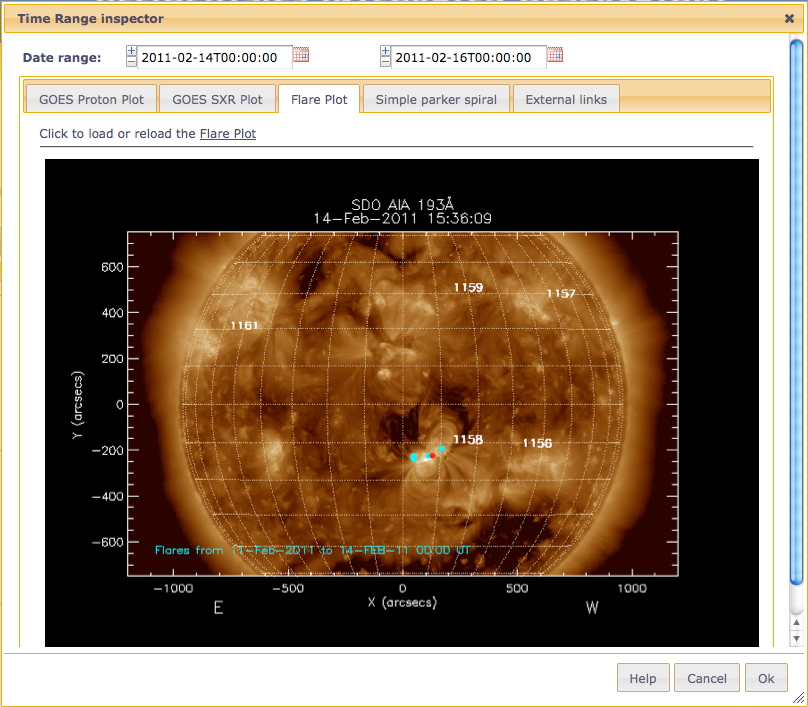 Time Range inspector
Date range: 2011-02-14T00:00:00 2011-02-16T00:00:00
GOES Proton Plot GOES SXR Plot Flare Plot Simple parker spiral External links
Click to load or reload the Flare Plot
SDO AIA 193Å
14-Feb-2011 15:36:09
600
400
200
0
-200
-400
-600
Y (arcsecs)
1159
1157
1161
1158
1156
Flares from 11-Feb-2011 to 14-FEB-11 00:00 UT
-1000 -500 0 500 1000
X (arcsecs)
E W
Help Cancel Ok